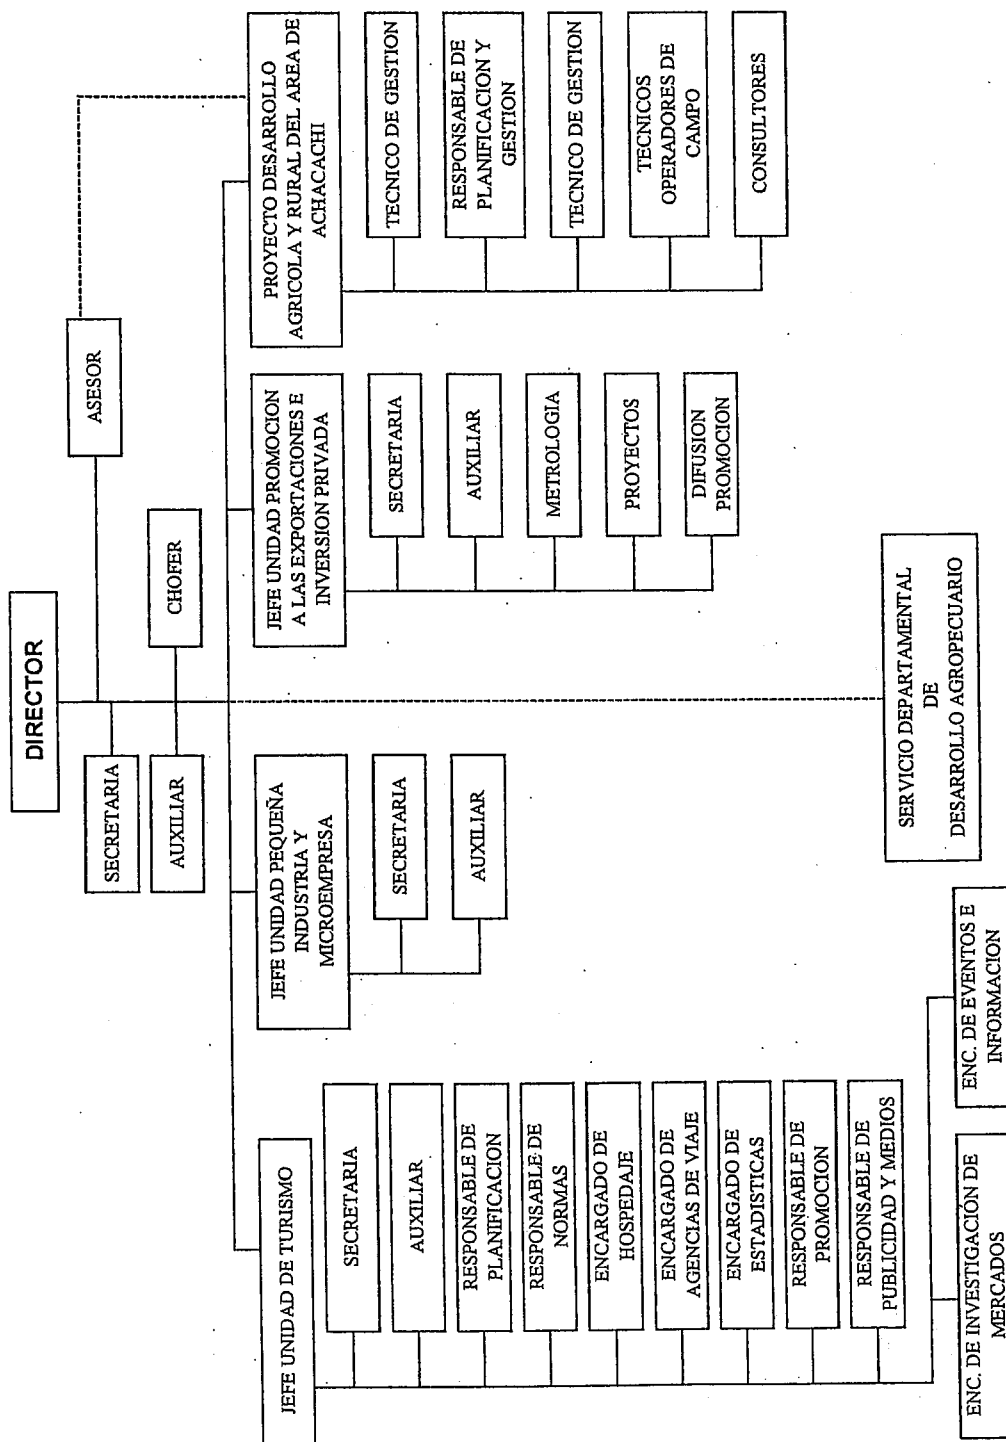 DIRECTOR
SECRETARIA
AUXILIAR
CHOFER
ASESOR
JEFE UNIDAD DE TURISMO
SECRETARIA
AUXILIAR
RESPONSABLE DE
PLANIFICACION
RESPONSABLE DE
NORMAS
ENCARGADO DE
HOSPEDAJE
ENCARGADO DE
AGENCIAS DE VIAJE
ENCARGADO DE
ESTADISTICAS
RESPONSABLE DE
PROMOCION
RESPONSABLE DE
PUBLICIDAD Y MEDIOS
ENC. DE INVESTIGACIÓN DE
MERCADOS
ENC. DE EVENTOS E
INFORMACION
JEFE UNIDAD PEQUEÑA
INDUSTRIA Y
MICROEMPRESA
SECRETARIA
AUXILIAR
JEFE UNIDAD PROMOCION
A LAS EXPORTACIONES E
INVERSION PRIVADA
SECRETARIA
AUXILIAR
METROLOGIA
PROYECTOS
DIFUSION
PROMOCION
PROYECTO DESARROLLO
AGRICOLA Y RURAL DEL AREA DE
ACHACACHI
TECNICO DE GESTION
RESPONSABLE DE
PLANIFICACION Y
GESTION
TECNICO DE GESTION
TECNICOS
OPERADORES DE
CAMPO
CONSULTORES
SERVICIO DEPARTAMENTAL
DE
DESARROLLO AGROPECUARIO